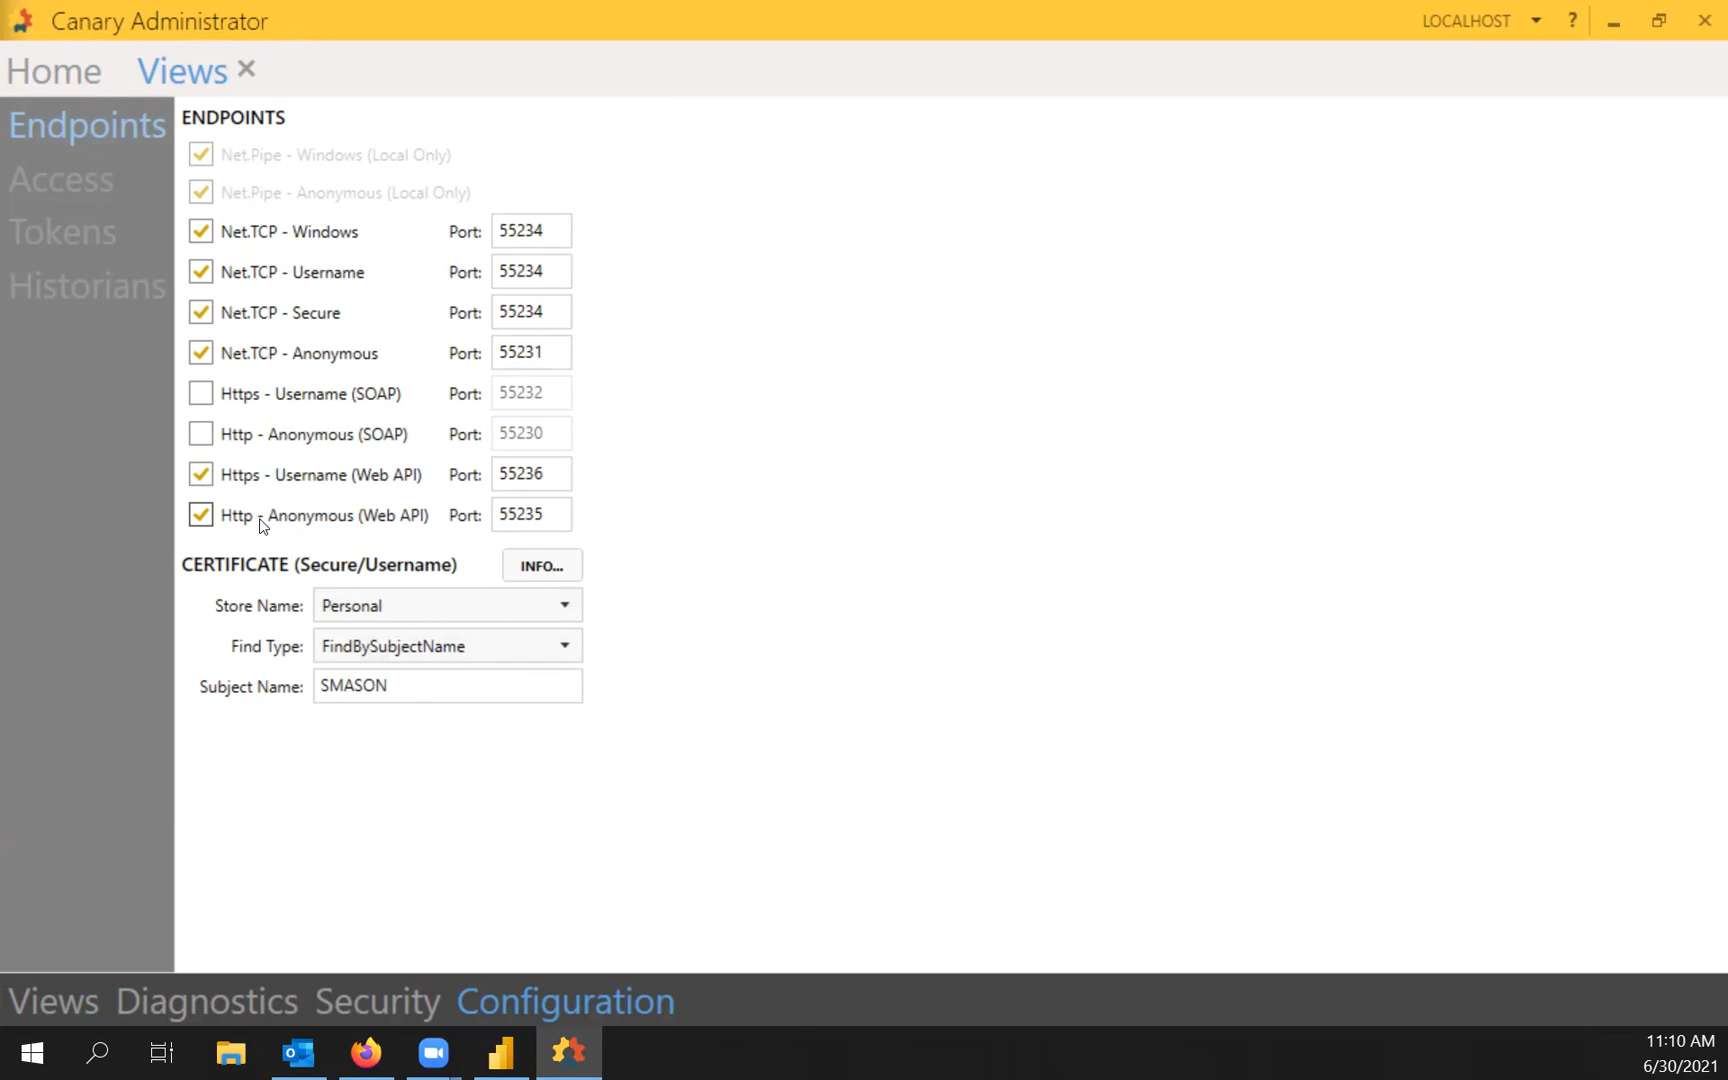 Canary Administrator
LOCALHOST ?
Home Views
Endpoints
Access
Tokens
Historians
ENDPOINTS
Net.Pipe - Windows (Local Only)
Net.Pipe - Anonymous (Local Only)
Net.TCP - Windows Port: 55234
Net.TCP - Username Port: 55234
Net.TCP - Secure Port: 55234
Net.TCP - Anonymous Port: 55231
Https - Username (SOAP) Port: 55232
Http - Anonymous (SOAP) Port: 55230
Https - Username (Web API) Port: 55236
Http - Anonymous (Web API) Port: 55235
CERTIFICATE (Secure/Username) INFO...
Store Name: Personal
Find Type: FindBySubjectName
Subject Name: SMASON
Views Diagnostics Security Configuration
11:10 AM
6/30/2021